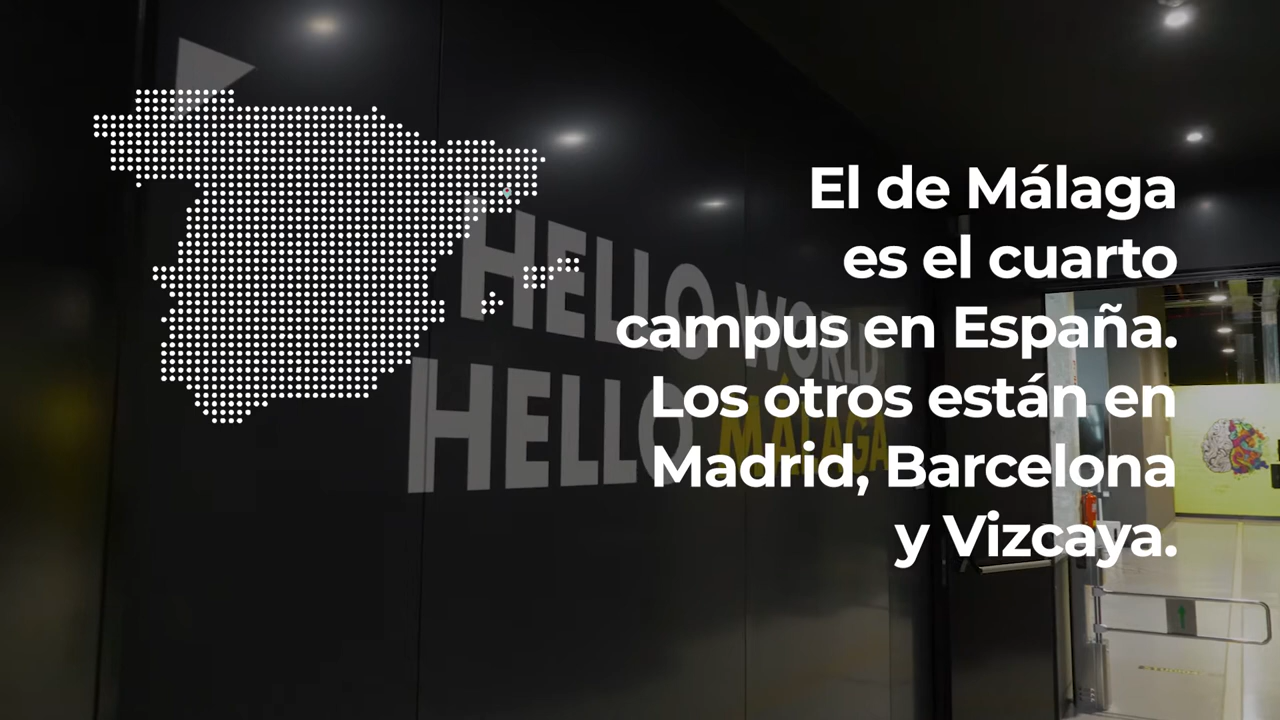 El de Málaga
es el cuarto
campus en España.
Los otros están en
Madrid, Barcelona
y Vizcaya.
HELLO WORLD
HELLO MÁLAGA